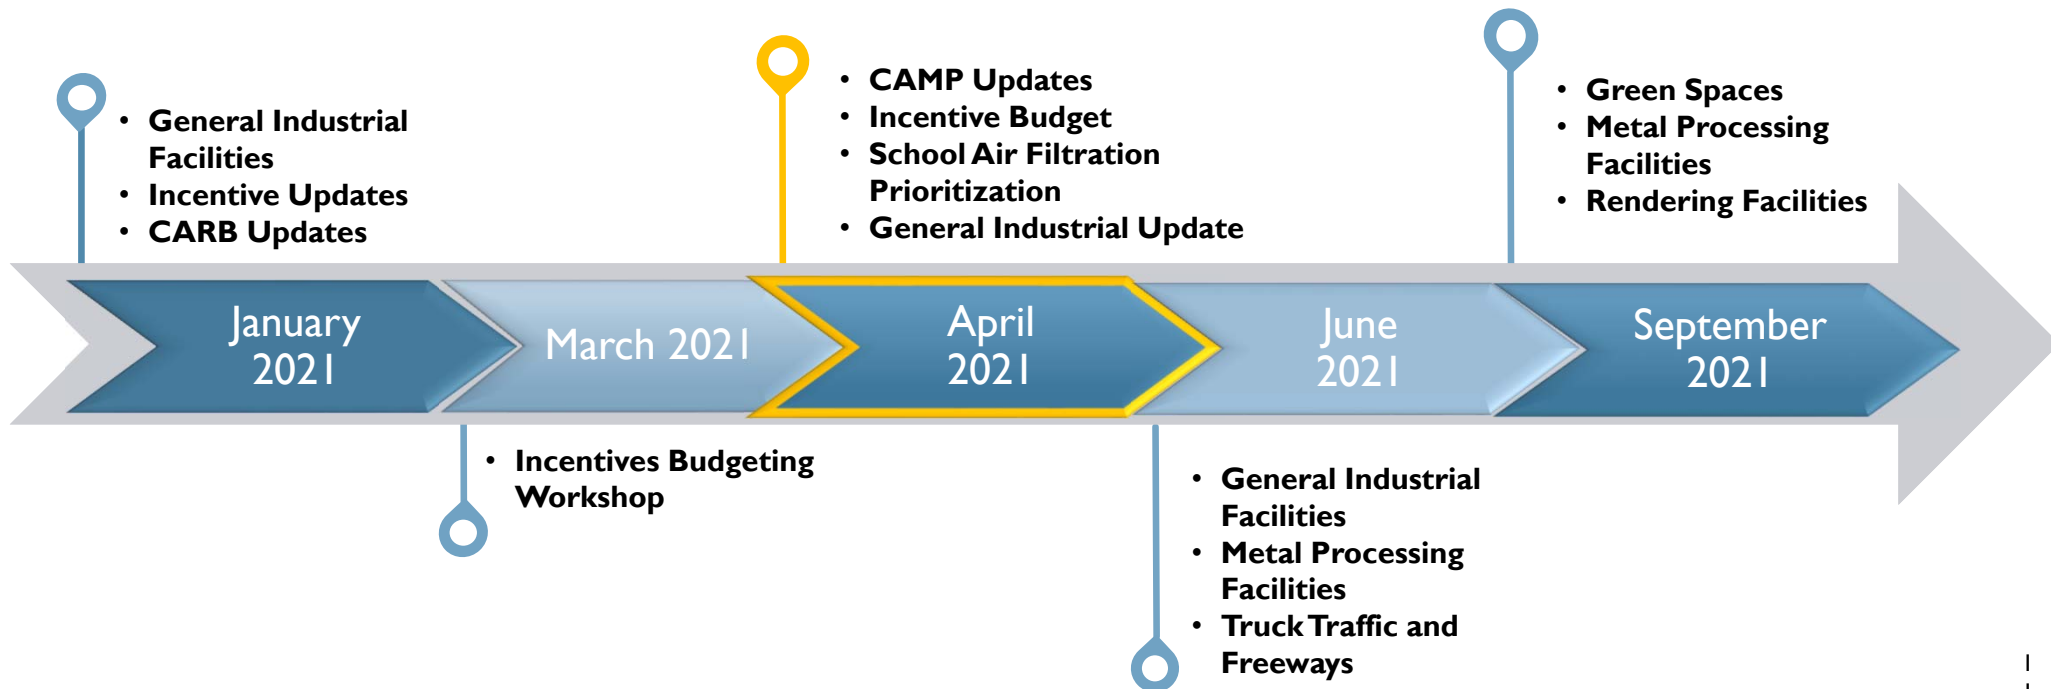 • General Industrial
Facilities
• Incentive Updates
• CARB Updates
• CAMP Updates
• Incentive Budget
• School Air Filtration
Prioritization
• General Industrial Update
• Green Spaces
• Metal Processing
Facilities
• Rendering Facilities
January
2021
March 2021
April
2021
June
2021
September
2021
• Incentives Budgeting
Workshop
• General Industrial
Facilities
• Metal Processing
Facilities
• Truck Traffic and
Freeways